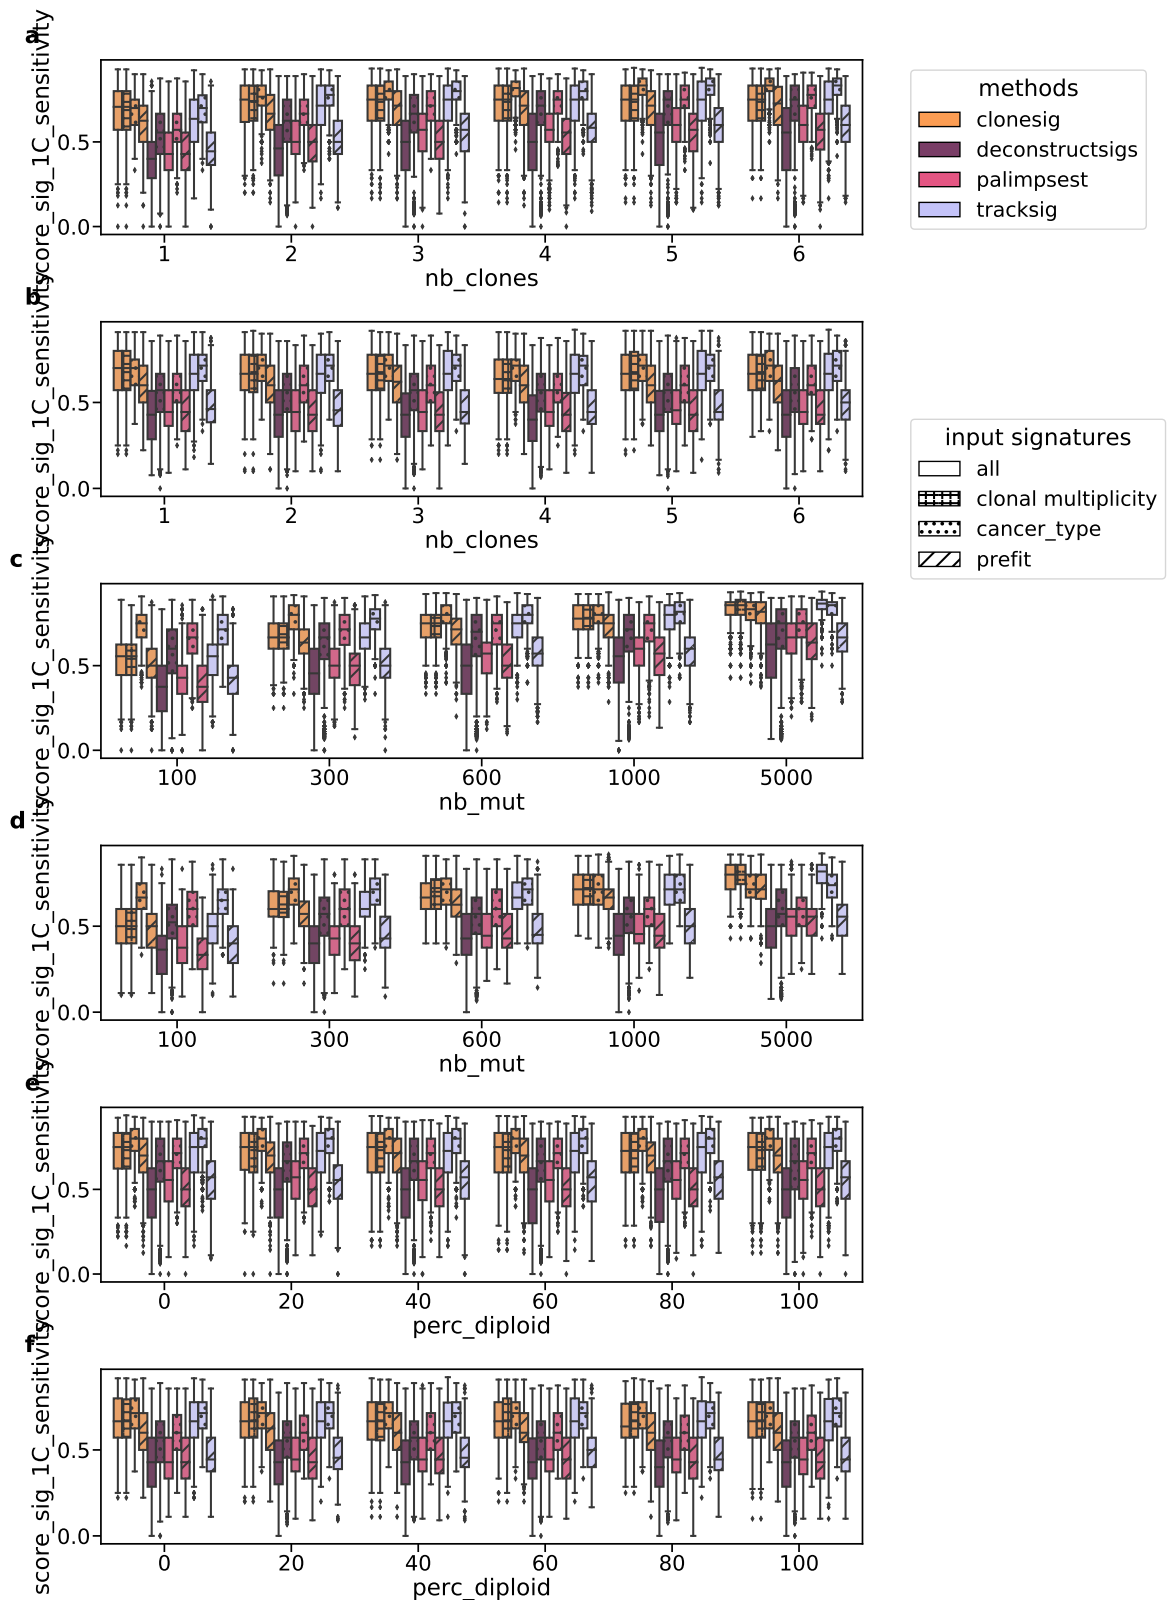 a
score_sig_1C_sensitivity
0.5
0.0
1 2 3 4 5 6
nb_clones
methods
clonesig
deconstructsigs
palimpsest
tracksig
b
score_sig_1C_sensitivity
0.5
0.0
1 2 3 4 5 6
nb_clones
input signatures
all
clonal multiplicity
cancer_type
prefit
c
score_sig_1C_sensitivity
0.5
0.0
100 300 600 1000 5000
nb_mut
d
score_sig_1C_sensitivity
0.5
0.0
100 300 600 1000 5000
nb_mut
e
score_sig_1C_sensitivity
0.5
0.0
0 20 40 60 80 100
perc_diploid
f
score_sig_1C_sensitivity
0.5
0.0
0 20 40 60 80 100
perc_diploid